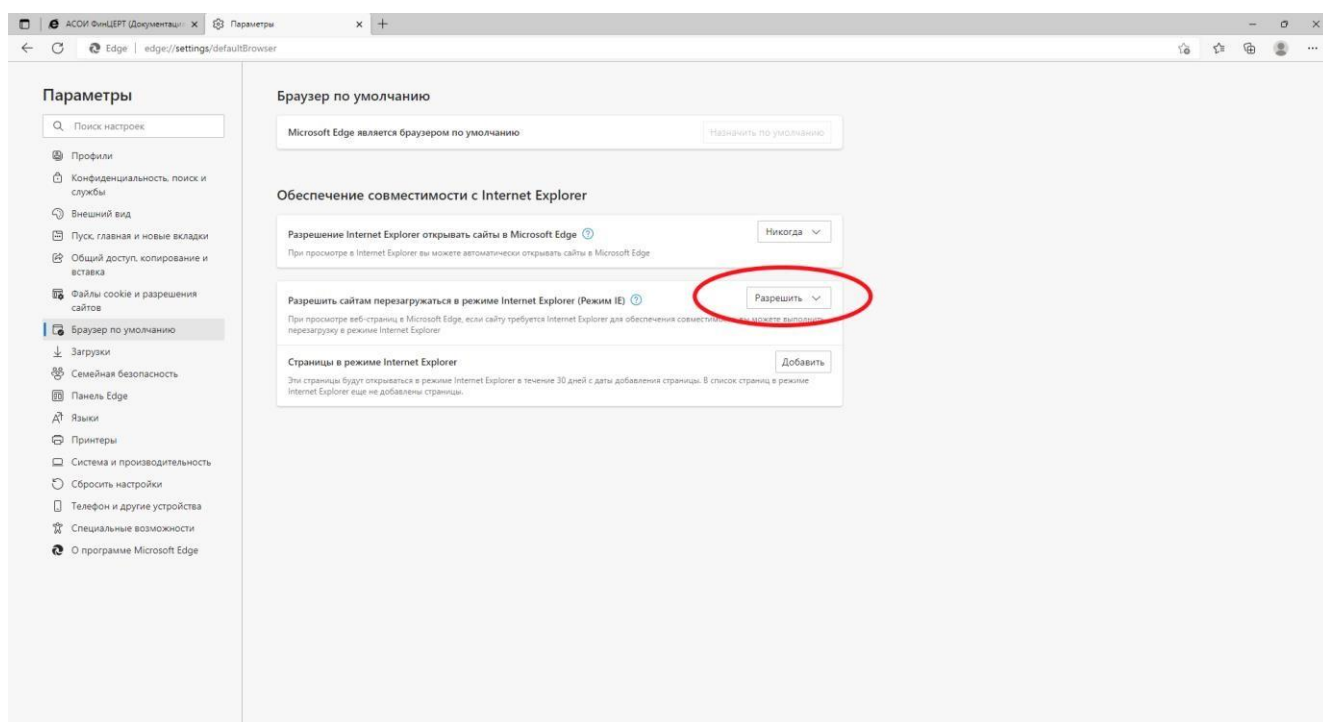 АСОИ ФинЦЕРТ (Документаци
Параметры
Edge
edge://settings/defaultBrowser
Параметры
Поиск настроек
Профили
Конфиденциальность, поиск и
службы
Внешний вид
Пуск, главная и новые вкладки
Общий доступ, копирование и
вставка
Файлы cookie и разрешения
сайтов
Браузер по умолчанию
Загрузки
Семейная безопасность
Панель Edge
Языки
Принтеры
Система и производительность
Сбросить настройки
Телефон и другие устройства
Специальные возможности
О программе Microsoft Edge
Браузер по умолчанию
Microsoft Edge является браузером по умолчанию
Назначить по умолчанию
Обеспечение совместимости с Internet Explorer
Разрешение Internet Explorer открывать сайты в Microsoft Edge
Никогда
При просмотре в Internet Explorer вы можете автоматически открывать сайты в Microsoft Edge
Разрешить сайтам перезагружаться в режиме Internet Explorer (Режим IE)
Разрешить
При просмотре веб-страниц в Microsoft Edge, если сайту требуется Internet Explorer для обеспечения совместимости, вы можете выполнить
перезагрузку в режиме Internet Explorer
Страницы в режиме Internet Explorer
Добавить
Эти страницы будут открываться в режиме Internet Explorer в течение 30 дней с даты добавления страницы. В список страниц в режиме
Internet Explorer еще не добавлены страницы.